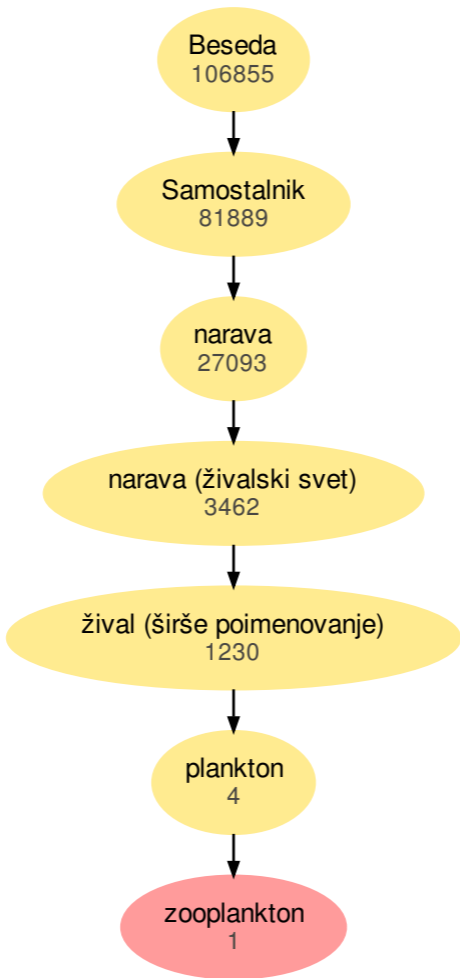 Beseda
106855
Samostalnik
81889
narava
27093
narava (živalski svet)
3462
žival (širše poimenovanje)
1230
plankton
4
zooplankton
1